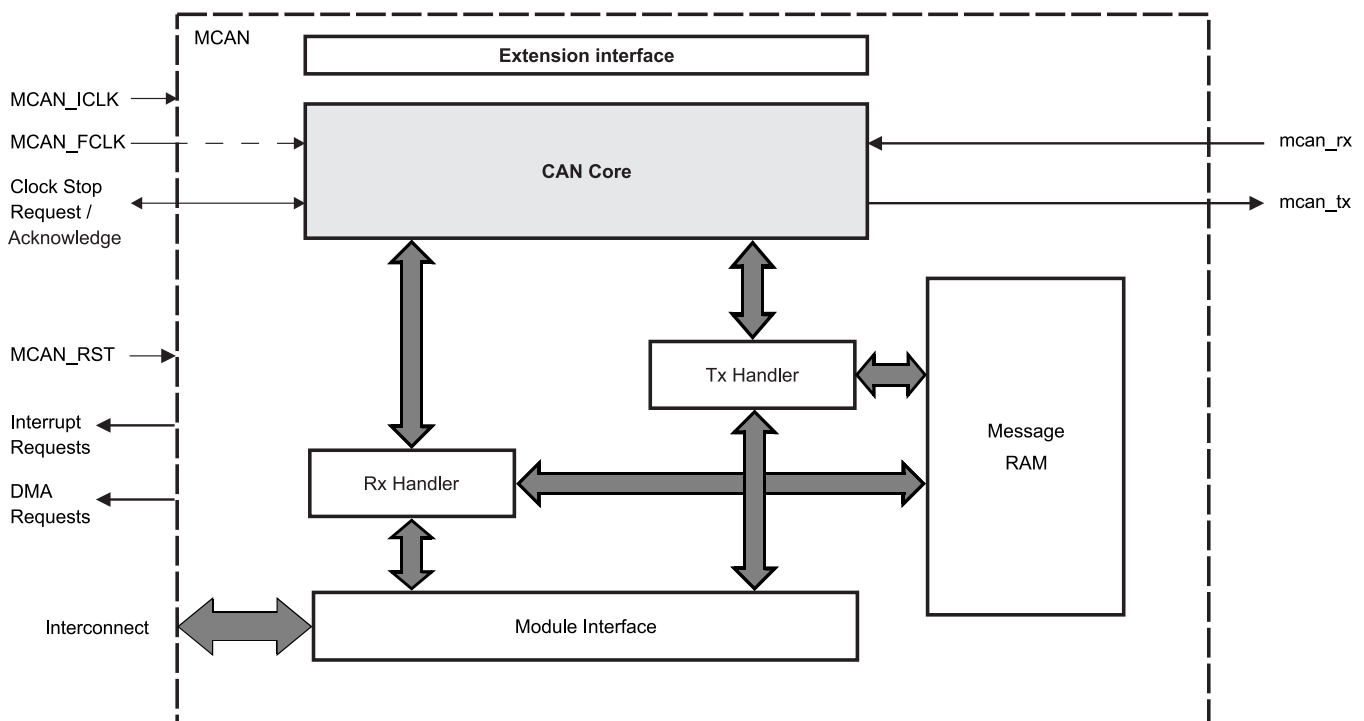 MCAN
Extension interface
MCAN_ICLK
MCAN_FCLK
mcan_rx
CAN Core
Clock Stop
Request /
Acknowledge
mcan_tx
MCAN_RST
Tx Handler
Interrupt
Requests
Message
RAM
Rx Handler
DMA
Requests
Interconnect
Module Interface